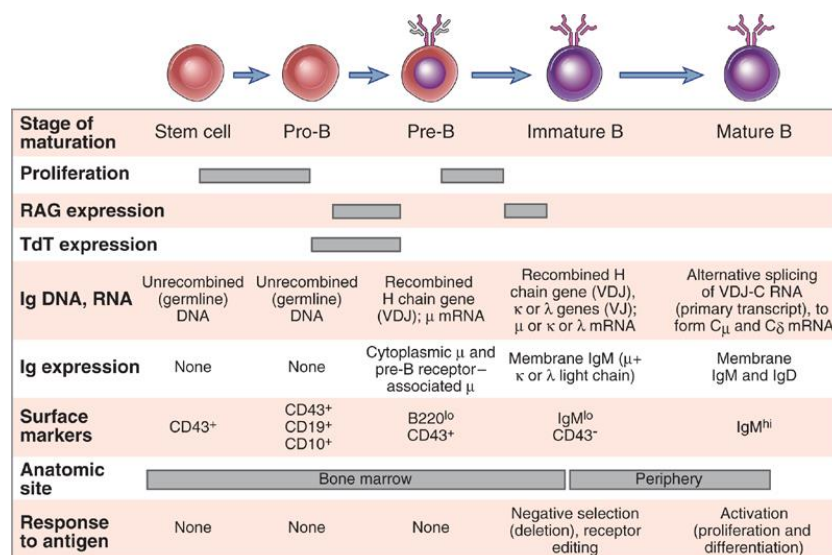 Stage of
maturation
Stem cell
Pro-B
Pre-B
Immature B
Mature B
Proliferation
RAG expression
TdT expression
Ig DNA, RNA
Unrecombined
(germline)
DNA
Unrecombined
(germline)
DNA
Recombined
H chain gene
(VDJ); μ mRNA
Recombined H
chain gene (VDJ),
κ or λ genes (VJ);
μ or κ or λ mRNA
Alternative splicing
of VDJ-C RNA
(primary transcript), to
form Cμ and Cδ mRNA
Ig expression
None
None
Cytoplasmic μ and
pre-B receptor–
associated μ
Membrane IgM (μ+
κ or λ light chain)
Membrane
IgM and IgD
Surface
markers
CD43+
CD43+
CD19+
CD10+
B220lo
CD43+
IgMlo
CD43-
IgMhi
Anatomic
site
Bone marrow
Periphery
Response
to antigen
None
None
None
Negative selection
(deletion), receptor
editing
Activation
(proliferation and
differentiation)